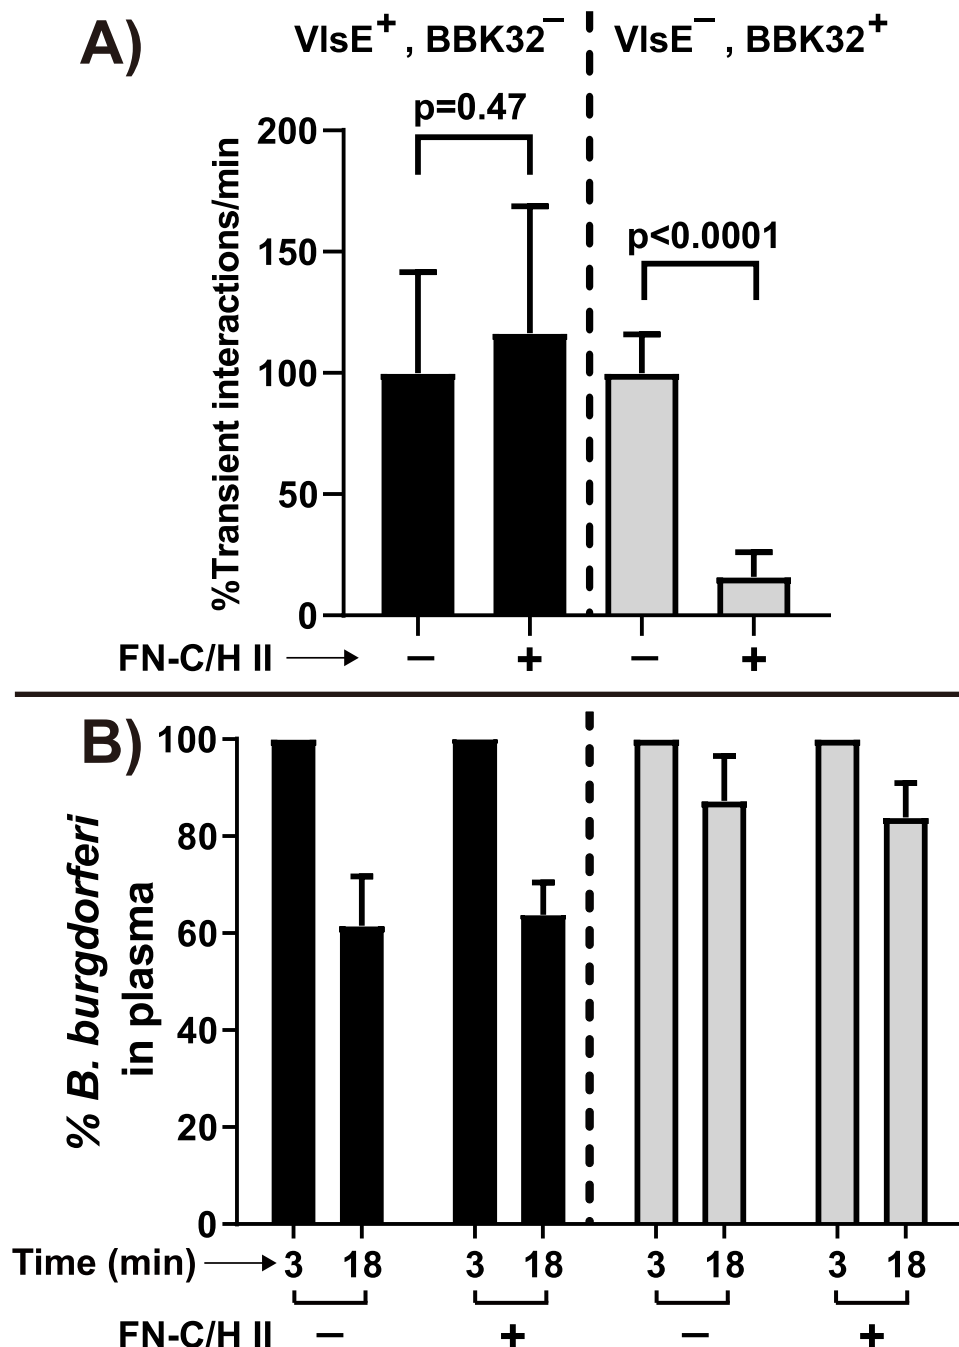 A)
VlsE+ , BBK32− VlsE− , BBK32+
p=0.47
p<0.0001
%Transient interactions/min
200
150
100
50
0
FN-C/H II − + − +
B)
% B. burgdorferi
in plasma
100
80
60
40
20
0
Time (min) 3 18 3 18 3 18 3 18
FN-C/H II − + − +